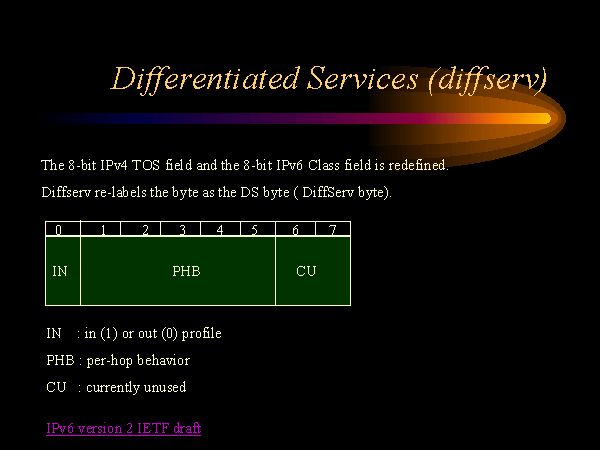 Differentiated Services (diffserv)
The 8-bit IPv4 TOS field and the 8-bit IPv6 Class field is redefined.
Diffserv re-labels the byte as the DS byte ( DiffServ byte).
0 1 2 3 4 5 6 7
IN PHB CU
IN : in (1) or out (0) profile
PHB : per-hop behavior
CU : currently unused
IPv6 version 2 IETF draft